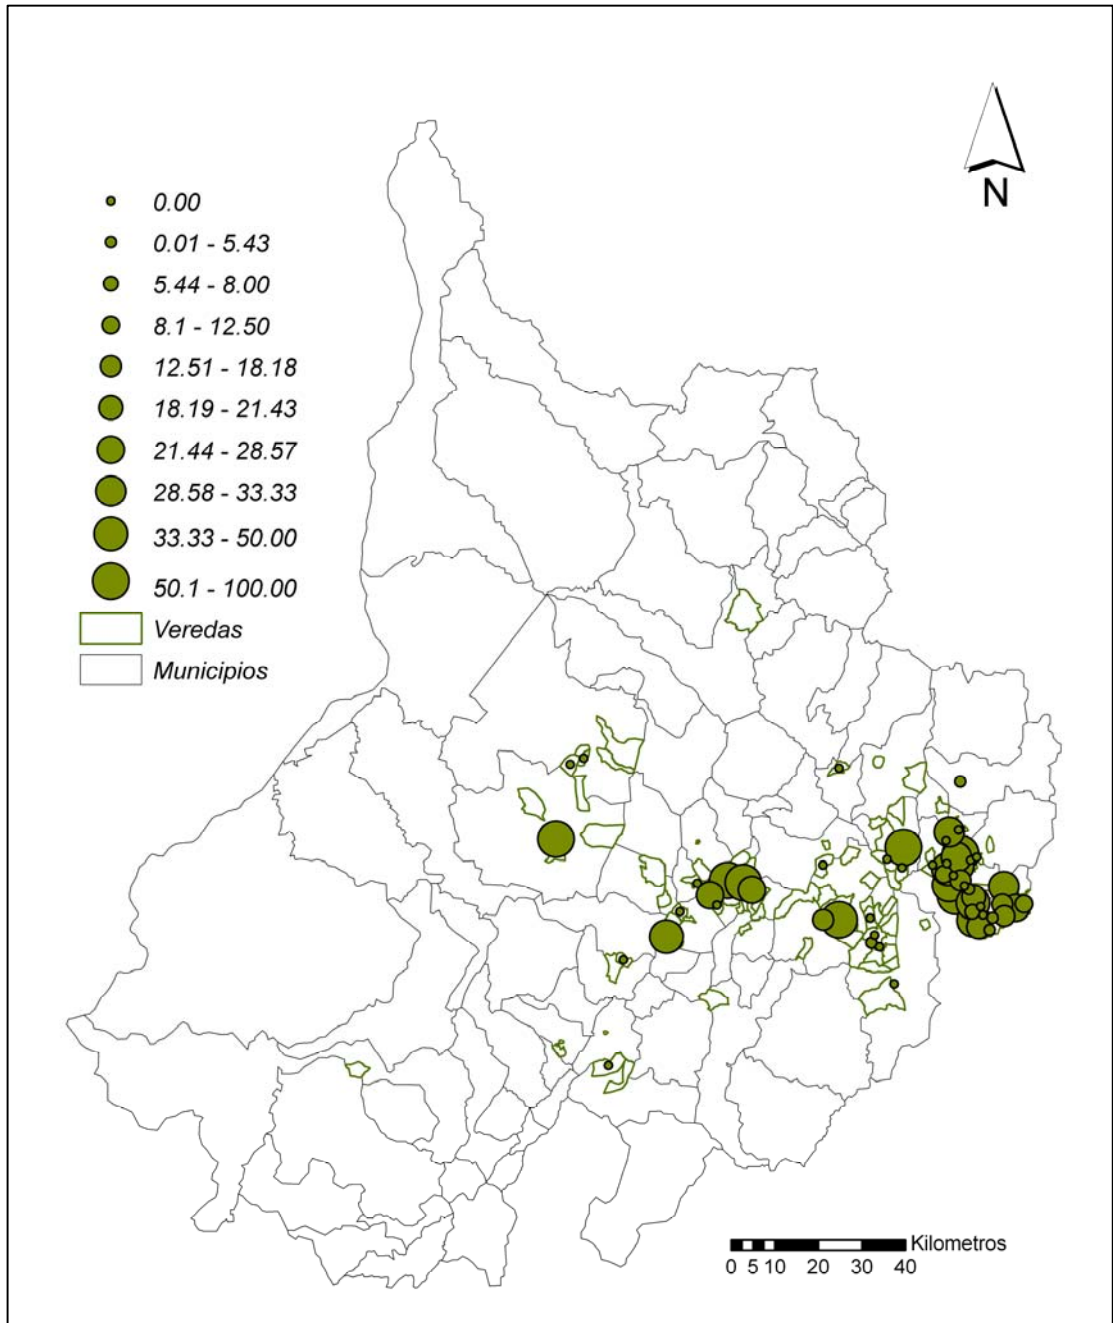 N
0.00
0.01 - 5.43
5.44 - 8.00
8.1 - 12.50
12.51 - 18.18
18.19 - 21.43
21.44 - 28.57
28.58 - 33.33
33.33 - 50.00
50.1 - 100.00
Veredas
Municipios
Kilometros
0 5 10 20 30 40